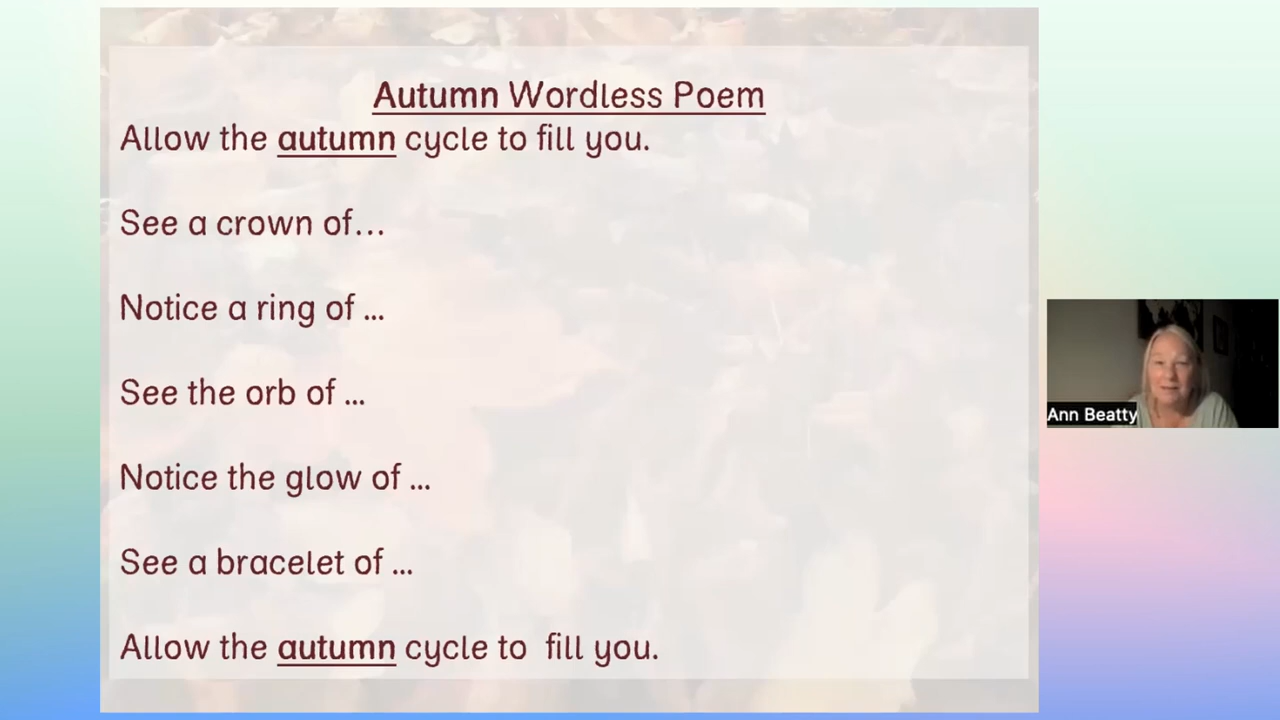 Autumn Wordless Poem
Allow the autumn cycle to fill you.
See a crown of...
Notice a ring of ...
See the orb of ...
Notice the glow of ...
See a bracelet of ...
Allow the autumn cycle to  fill you.
Ann Beatty